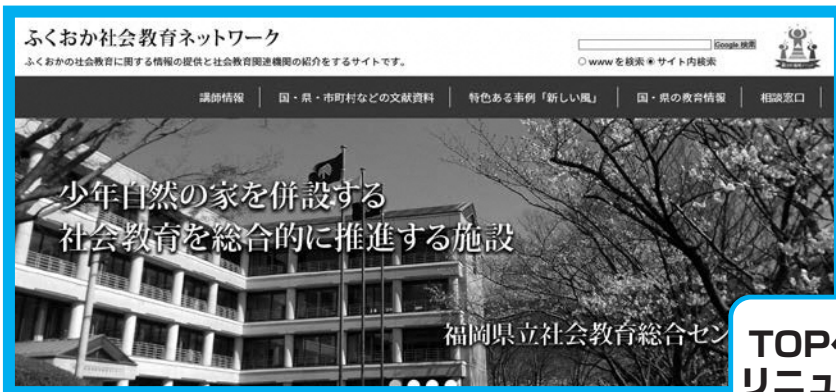 ふくおか社会教育ネットワーク
ふくおかの社会教育に関する情報の提供と社会教育関連機関の紹介をするサイトです。
Google 検索
wwwを検索 サイト内検索
講師情報 | 国・県・市町村などの文献資料 | 特色ある事例「新しい風」 | 国・県の教育情報 | 相談窓口
少年自然の家を併設する
社会教育を総合的に推進する施設
福岡県立社会教育総合セン
TOP
リニュ